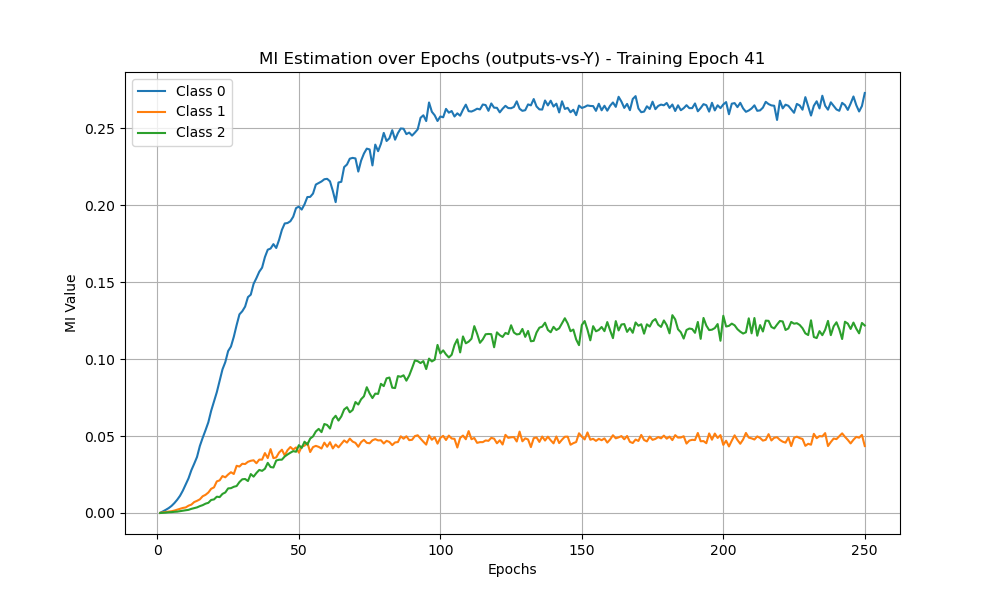 MI Estimation over Epochs (outputs-vs-Y) - Training Epoch 41
Class 0
Class 1
Class 2
0.25
0.20
0.15
0.10
0.05
0.00
MI Value
0
50
100
150
200
250
Epochs